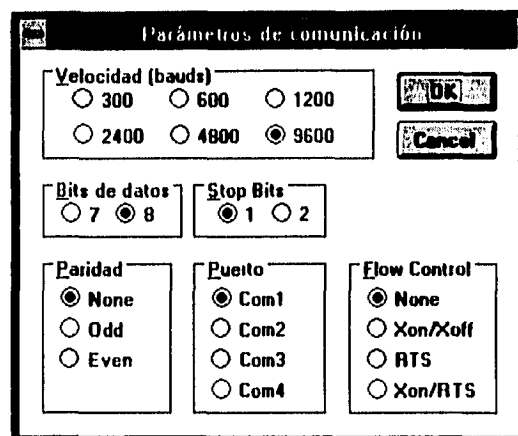 Parámetros de comunicación
Velocidad (bauds)
300 600 1200
2400 4800 9600
OK
Cancel
Bits de datos
7 8
Stop Bits
1 2
Paridad
None
Odd
Even
Puerto
Com1
Com2
Com3
Com4
Flow Control
None
Xon/Xoff
RTS
Xon/RTS